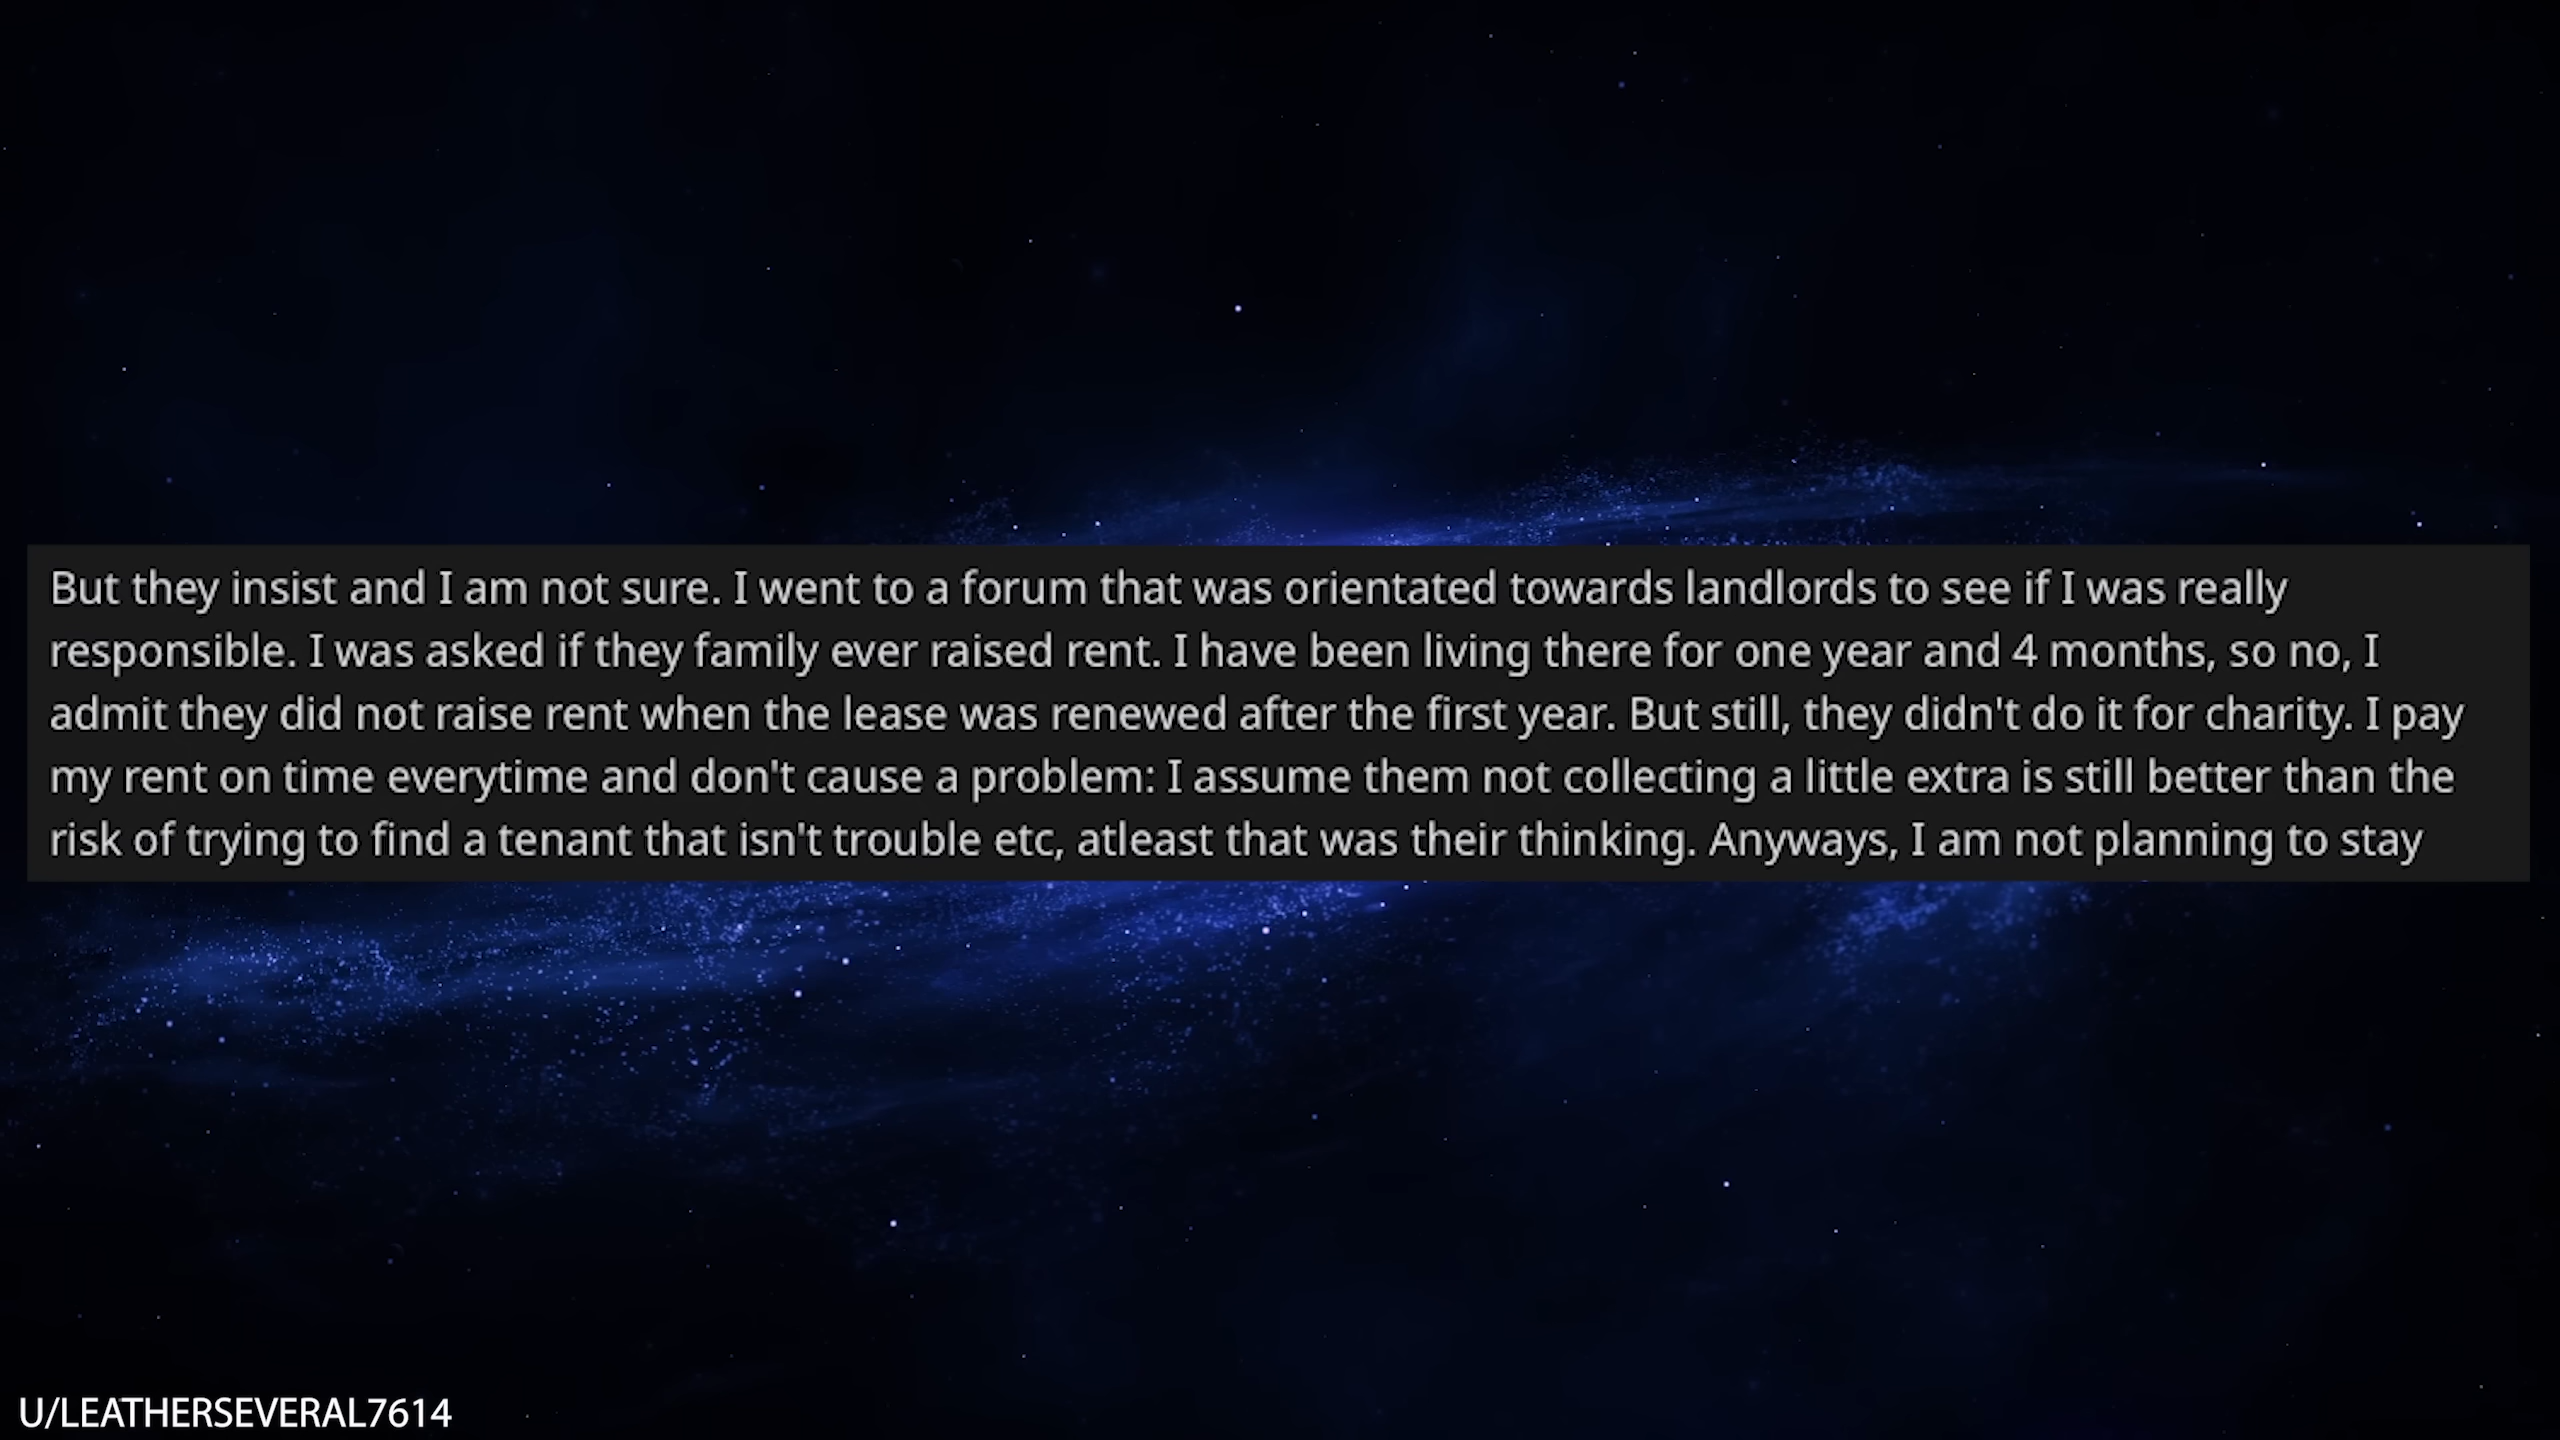 But they insist and I am not sure. I went to a forum that was orientated towards landlords to see if I was really
responsible. I was asked if they family ever raised rent. I have been living there for one year and 4 months, so no, I
admit they did not raise rent when the lease was renewed after the first year. But still, they didn't do it for charity. I pay
my rent on time everytime and don't cause a problem: I assume them not collecting a little extra is still better than the
risk of trying to find a tenant that isn't trouble etc, atleast that was their thinking. Anyways, I am not planning to stay
U/LEATHERSEVERAL7614